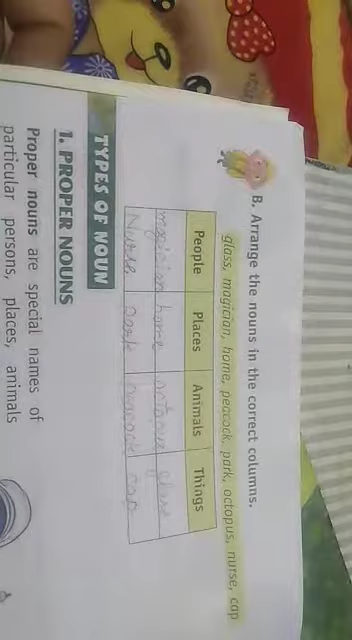 B. Arrange the nouns in the correct columns.
glass, magician, home, peacock, park, octopus, nurse, cap
People Places Animals Things
magician home octopus glass
Nurse park peacock cap
TYPES OF NOUN
1. PROPER NOUNS
Proper nouns are special names of
particular persons, places, animals